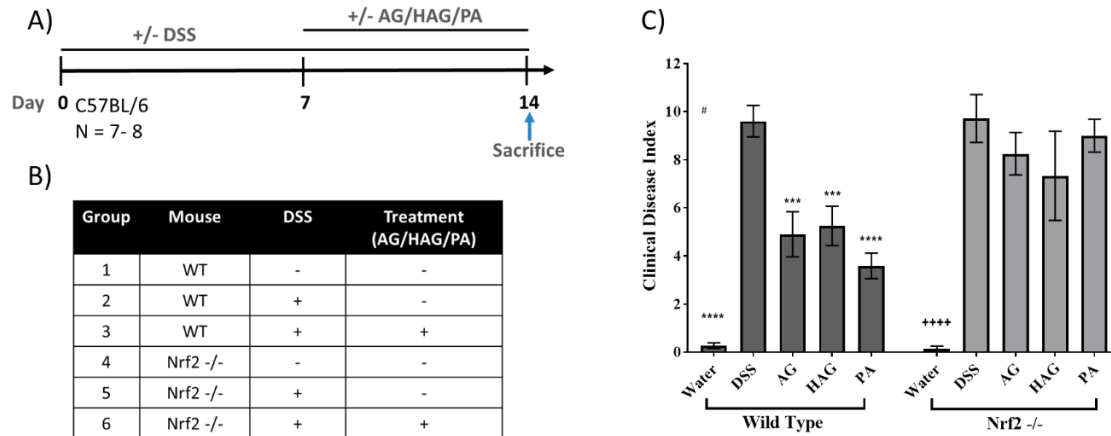 A)
+/- AG/HAG/PA
+/- DSS
Day 0 7 14
C57BL/6
N = 7- 8
Sacrifice
B)
Group Mouse DSS Treatment
(AG/HAG/PA)
1 WT - -
2 WT + -
3 WT + +
4 Nrf2 -/- - -
5 Nrf2 -/- + -
6 Nrf2 -/- + +
C)
Clinical Disease Index
12
10
8
6
4
2
0
#
**** *** *** **** ++++
Water DSS AG HAG PA Water DSS AG HAG PA
Wild Type Nrf2 -/-